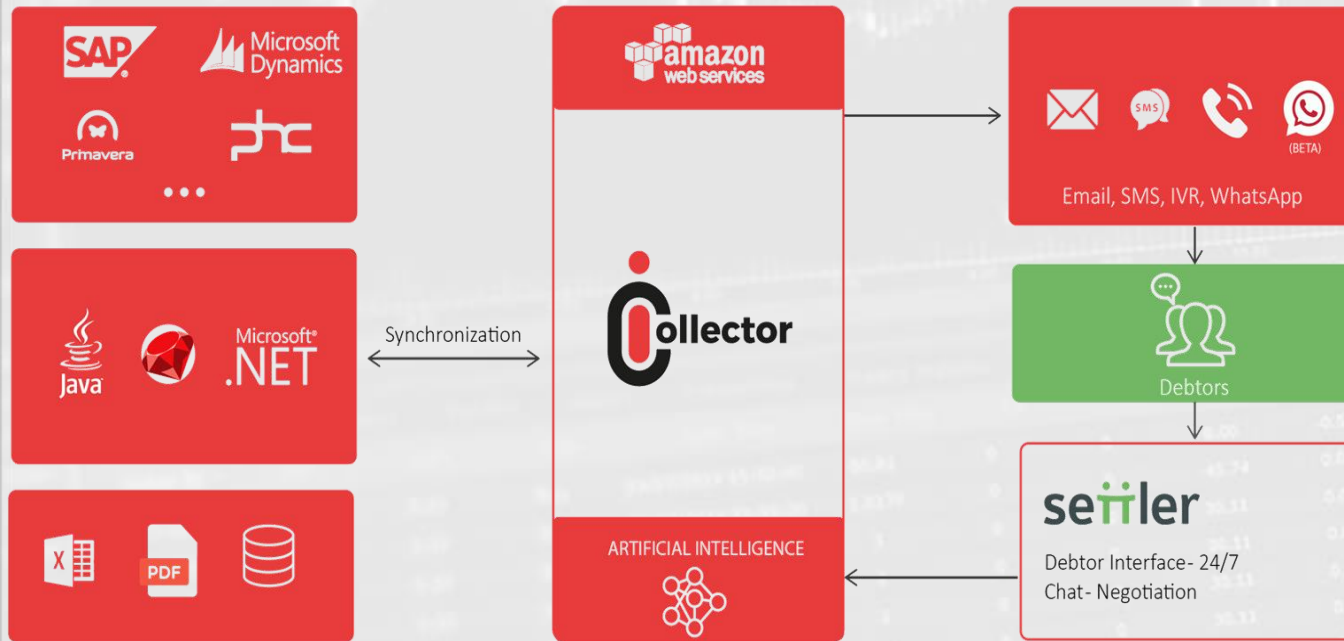 SAP
Microsoft
Dynamics
Primavera
phc
...
Java
Microsoft
.NET
X
PDF
Synchronization
amazon
web services
iCollector
ARTIFICIAL INTELLIGENCE
SMS
(BETA)
Email, SMS, IVR, WhatsApp
Debtors
settler
Debtor Interface - 24/7
Chat - Negotiation